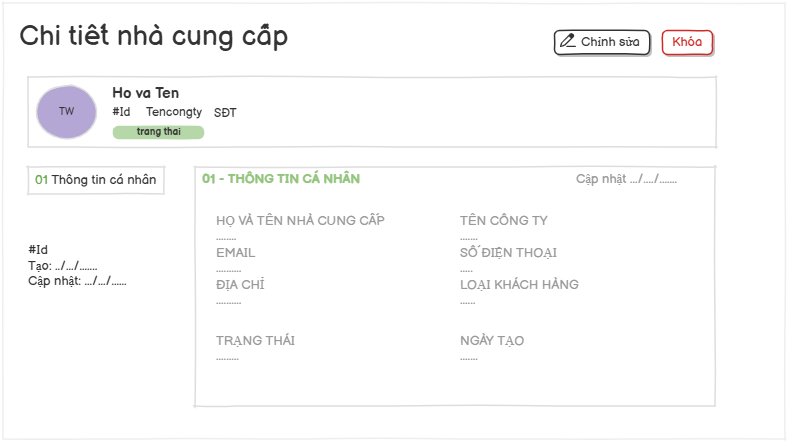 Chi tiết nhà cung cấp
Chỉnh sửa
Khóa
TW
Ho va Ten
#Id Tencongty SĐT
trang thai
01 Thông tin cá nhân
01 - THÔNG TIN CÁ NHÂN
Cập nhật .../..../.......
HỌ VÀ TÊN NHÀ CUNG CẤP
........
TÊN CÔNG TY
.......
EMAIL
..........
SỐ ĐIỆN THOẠI
.....
ĐỊA CHỈ
..........
LOẠI KHÁCH HÀNG
......
TRẠNG THÁI
.........
NGÀY TẠO
.......
#Id
Tạo: ../.../.......
Cập nhật: .../.../......